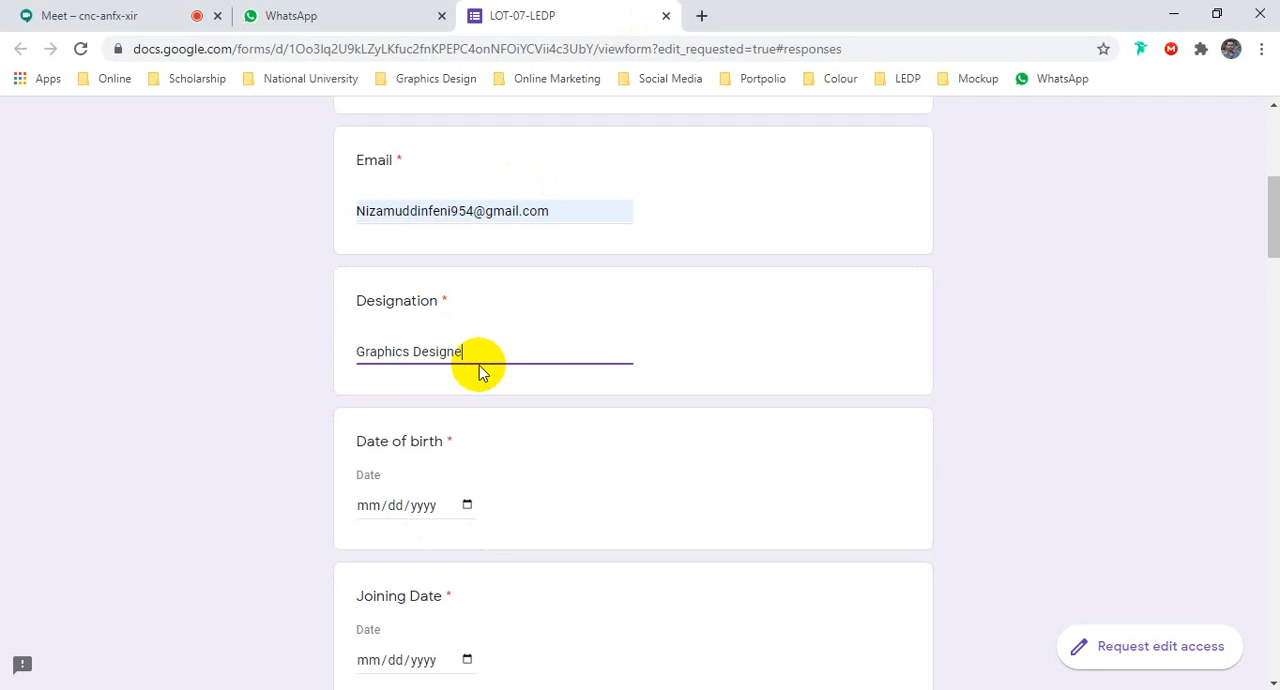 Meet – cnc-anfx-xir
WhatsApp
LOT-07-LEDP
docs.google.com/forms/d/1Oo3lq2U9kLZyLKfuc2fnKPEPC4onNFOiYCVii4c3UbY/viewform?edit_requested=true#responses
Apps Online Scholarship National University Graphics Design Online Marketing Social Media Portpolio Colour LEDP Mockup WhatsApp
Email *
Nizamuddinfeni954@gmail.com
Designation *
Graphics Designe
Date of birth *
Date
mm/dd/yyyy
Joining Date *
Date
mm/dd/yyyy
Request edit access